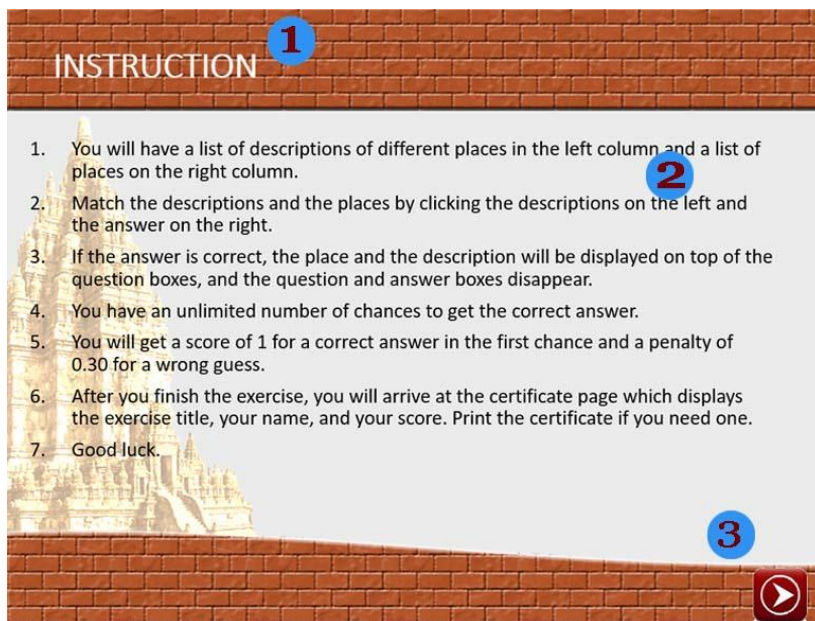 1
INSTRUCTION
1. You will have a list of descriptions of different places in the left column and a list of
places on the right column.
2
2. Match the descriptions and the places by clicking the descriptions on the left and
the answer on the right.
3. If the answer is correct, the place and the description will be displayed on top of the
question boxes, and the question and answer boxes disappear.
4. You have an unlimited number of chances to get the correct answer.
5. You will get a score of 1 for a correct answer in the first chance and a penalty of
0.30 for a wrong guess.
6. After you finish the exercise, you will arrive at the certificate page which displays
the exercise title, your name, and your score. Print the certificate if you need one.
7. Good luck.
3